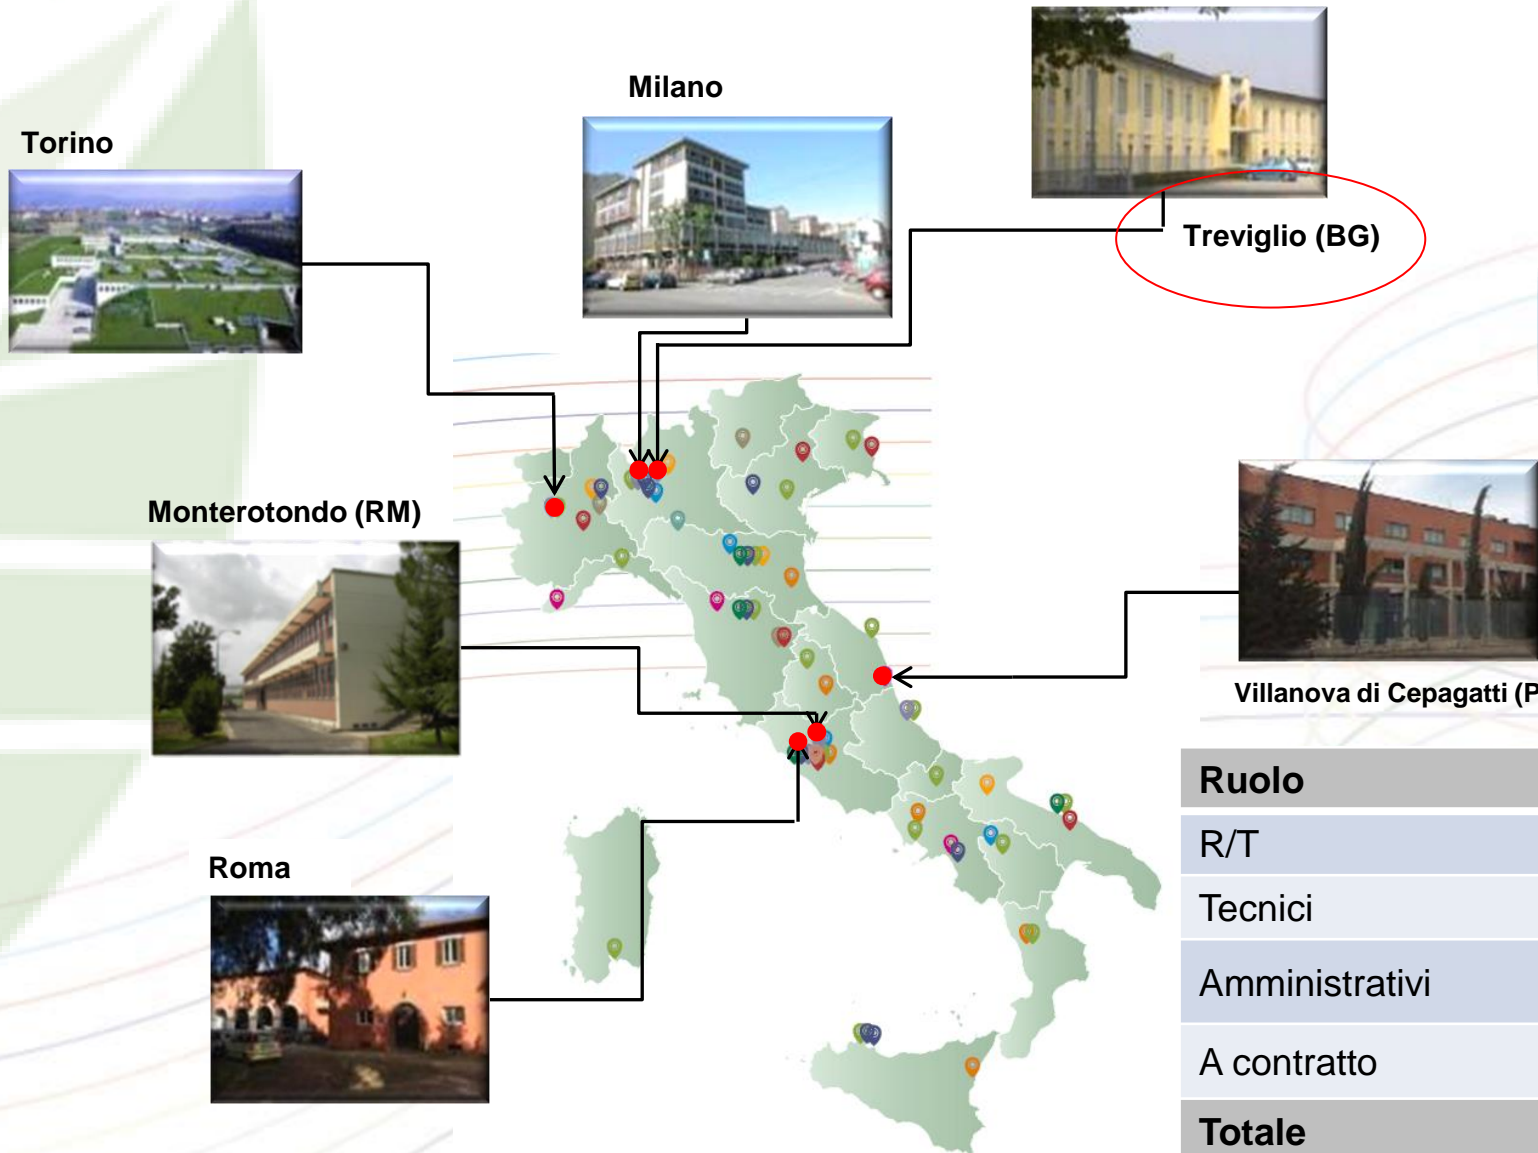 Milano
Torino
Treviglio (BG)
Monterotondo (RM)
Villanova di Cepagatti (P
Roma
Ruolo
R/T
Tecnici
Amministrativi
A contratto
Totale